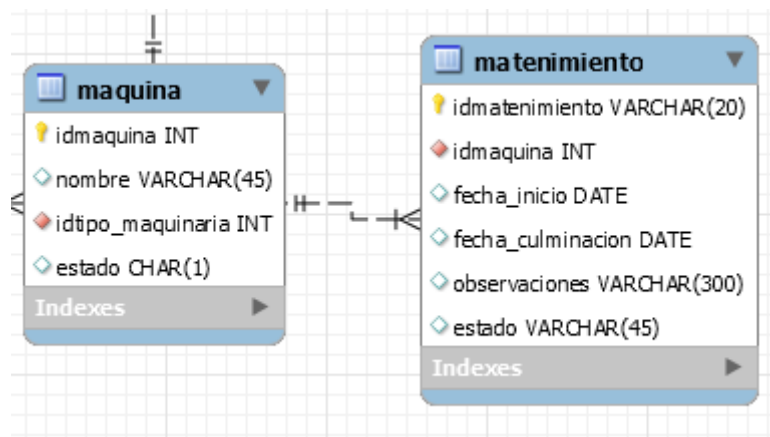 maquina
idmaquina INT
nombre VARCHAR(45)
idtipo_maquinaria INT
estado CHAR(1)
Indexes
matenimiento
idmatenimiento VARCHAR(20)
idmaquina INT
fecha_inicio DATE
fecha_culminacion DATE
observaciones VARCHAR(300)
estado VARCHAR(45)
Indexes